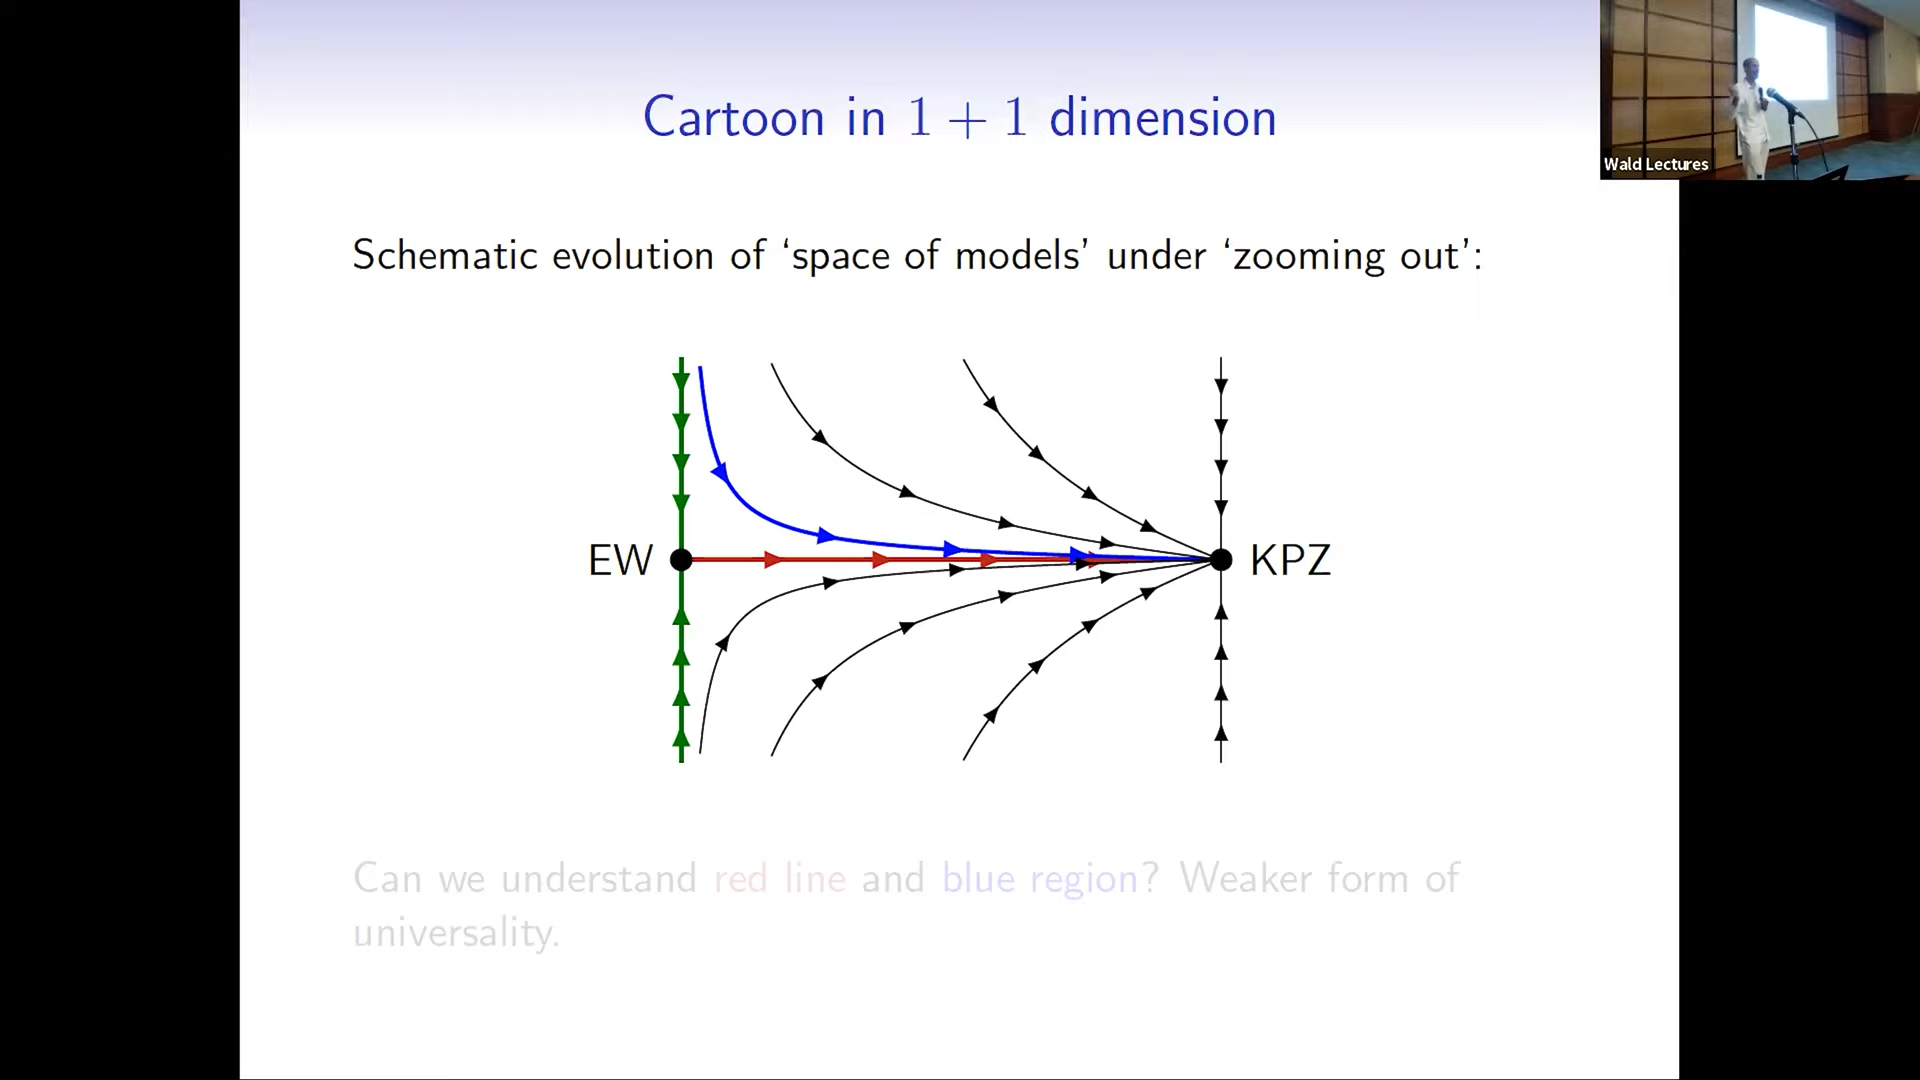 Cartoon in 1 + 1 dimension
Wald Lectures
Schematic evolution of ‘space of models’ under ‘zooming out’:
EW
KPZ
Can we understand red line and blue region? Weaker form of
universality.